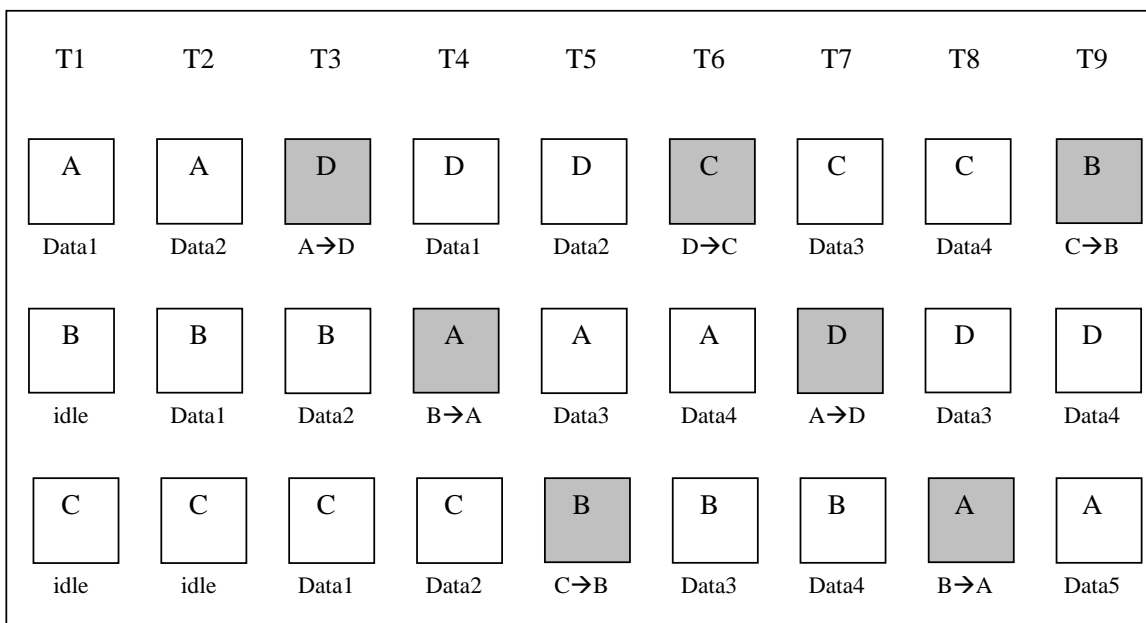 T1 T2 T3 T4 T5 T6 T7 T8 T9
A A D D D C C C B
Data1 Data2 A→D Data1 Data2 D→C Data3 Data4 C→B
B B B A A A D D D
idle Data1 Data2 B→A Data3 Data4 A→D Data3 Data4
C C C C B B B A A
idle idle Data1 Data2 C→B Data3 Data4 B→A Data5